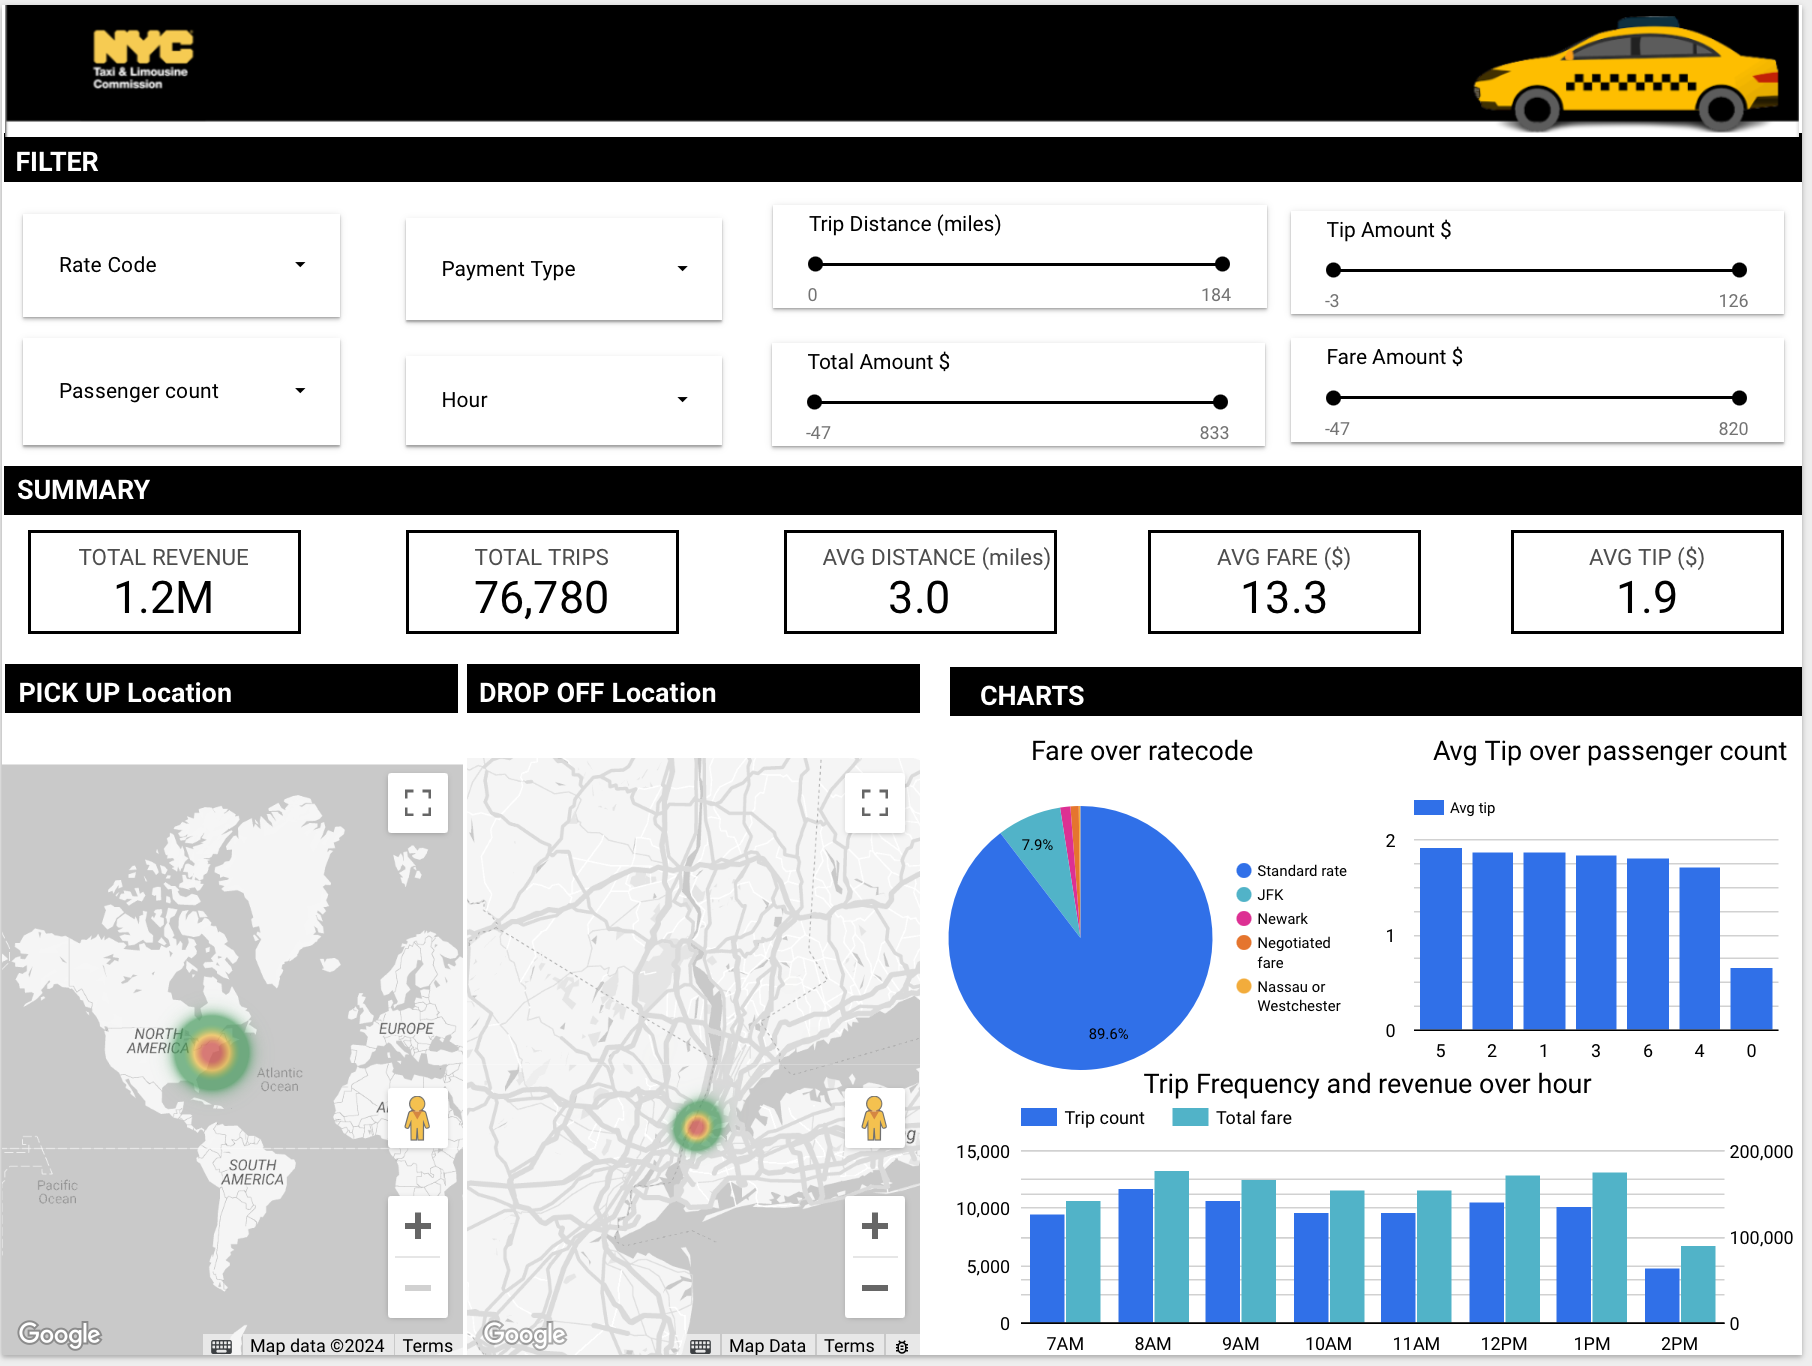 NYC
Taxi & Limousine
Commission
FILTER
Rate Code
Payment Type
Trip Distance (miles)
0 184
Tip Amount $
-3 126
Passenger count
Hour
Total Amount $
-47 833
Fare Amount $
-47 820
SUMMARY
TOTAL REVENUE
1.2M
TOTAL TRIPS
76,780
AVG DISTANCE (miles)
3.0
AVG FARE ($)
13.3
AVG TIP ($)
1.9
PICK UP Location
NORTH
AMERICA
EUROPE
Atlantic
Ocean
SOUTH
AMERICA
Pacific
Ocean
Google
Map data ©2024
Terms
DROP OFF Location
Google
Map Data
Terms
CHARTS
Fare over ratecode
7.9%
89.6%
Standard rate
JFK
Newark
Negotiated
fare
Nassau or
Westchester
Avg Tip over passenger count
Avg tip
2
1
0
5 2 1 3 6 4 0
Trip Frequency and revenue over hour
Trip count Total fare
15,000 200,000
10,000
100,000
5,000
0 0
7AM 8AM 9AM 10AM 11AM 12PM 1PM 2PM